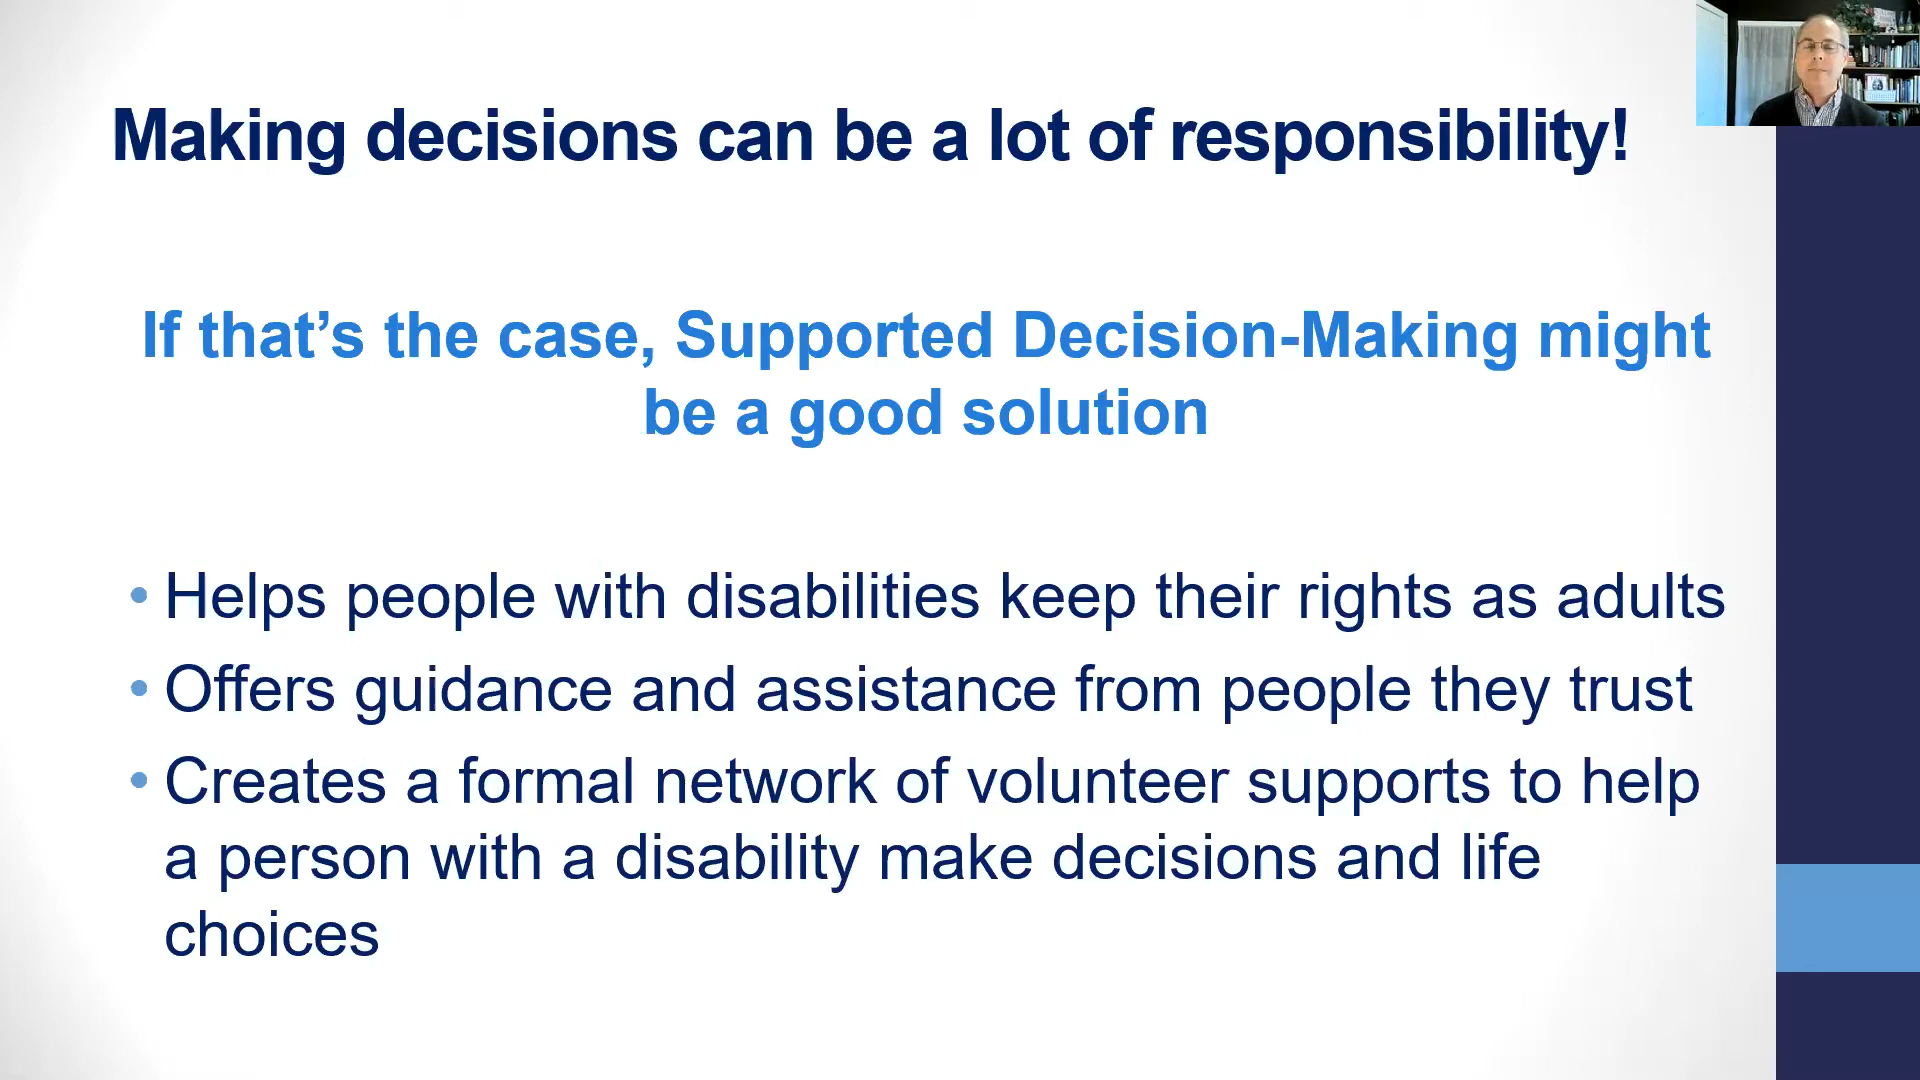 Making decisions can be a lot of responsibility!
If that’s the case, Supported Decision-Making might
be a good solution
• Helps people with disabilities keep their rights as adults
• Offers guidance and assistance from people they trust
• Creates a formal network of volunteer supports to help
a person with a disability make decisions and life
choices